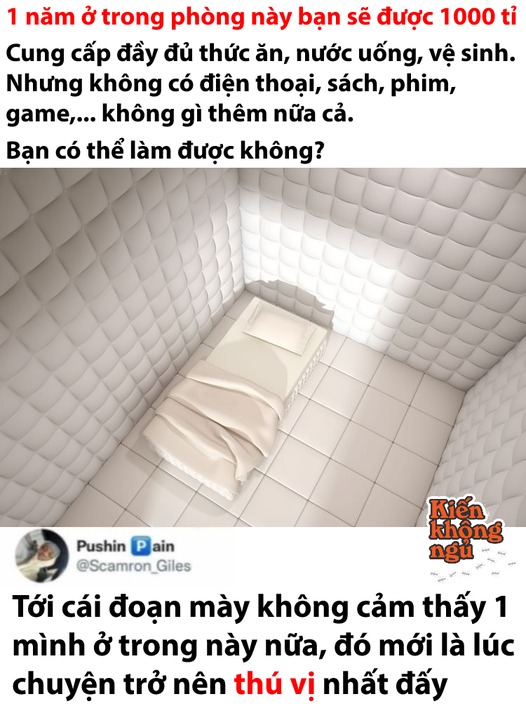 1 năm ở trong phòng này bạn sẽ được 1000 tỉ
Cung cấp đầy đủ thức ăn, nước uống, vệ sinh.
Nhưng không có điện thoại, sách, phim,
game,... không gì thêm nữa cả.
Bạn có thể làm được không?
Kiến
không
ngủ
Pushin 🅿️ain
@Scamron_Giles
Tới cái đoạn mày không cảm thấy 1
mình ở trong này nữa, đó mới là lúc
chuyện trở nên thú vị nhất đấy